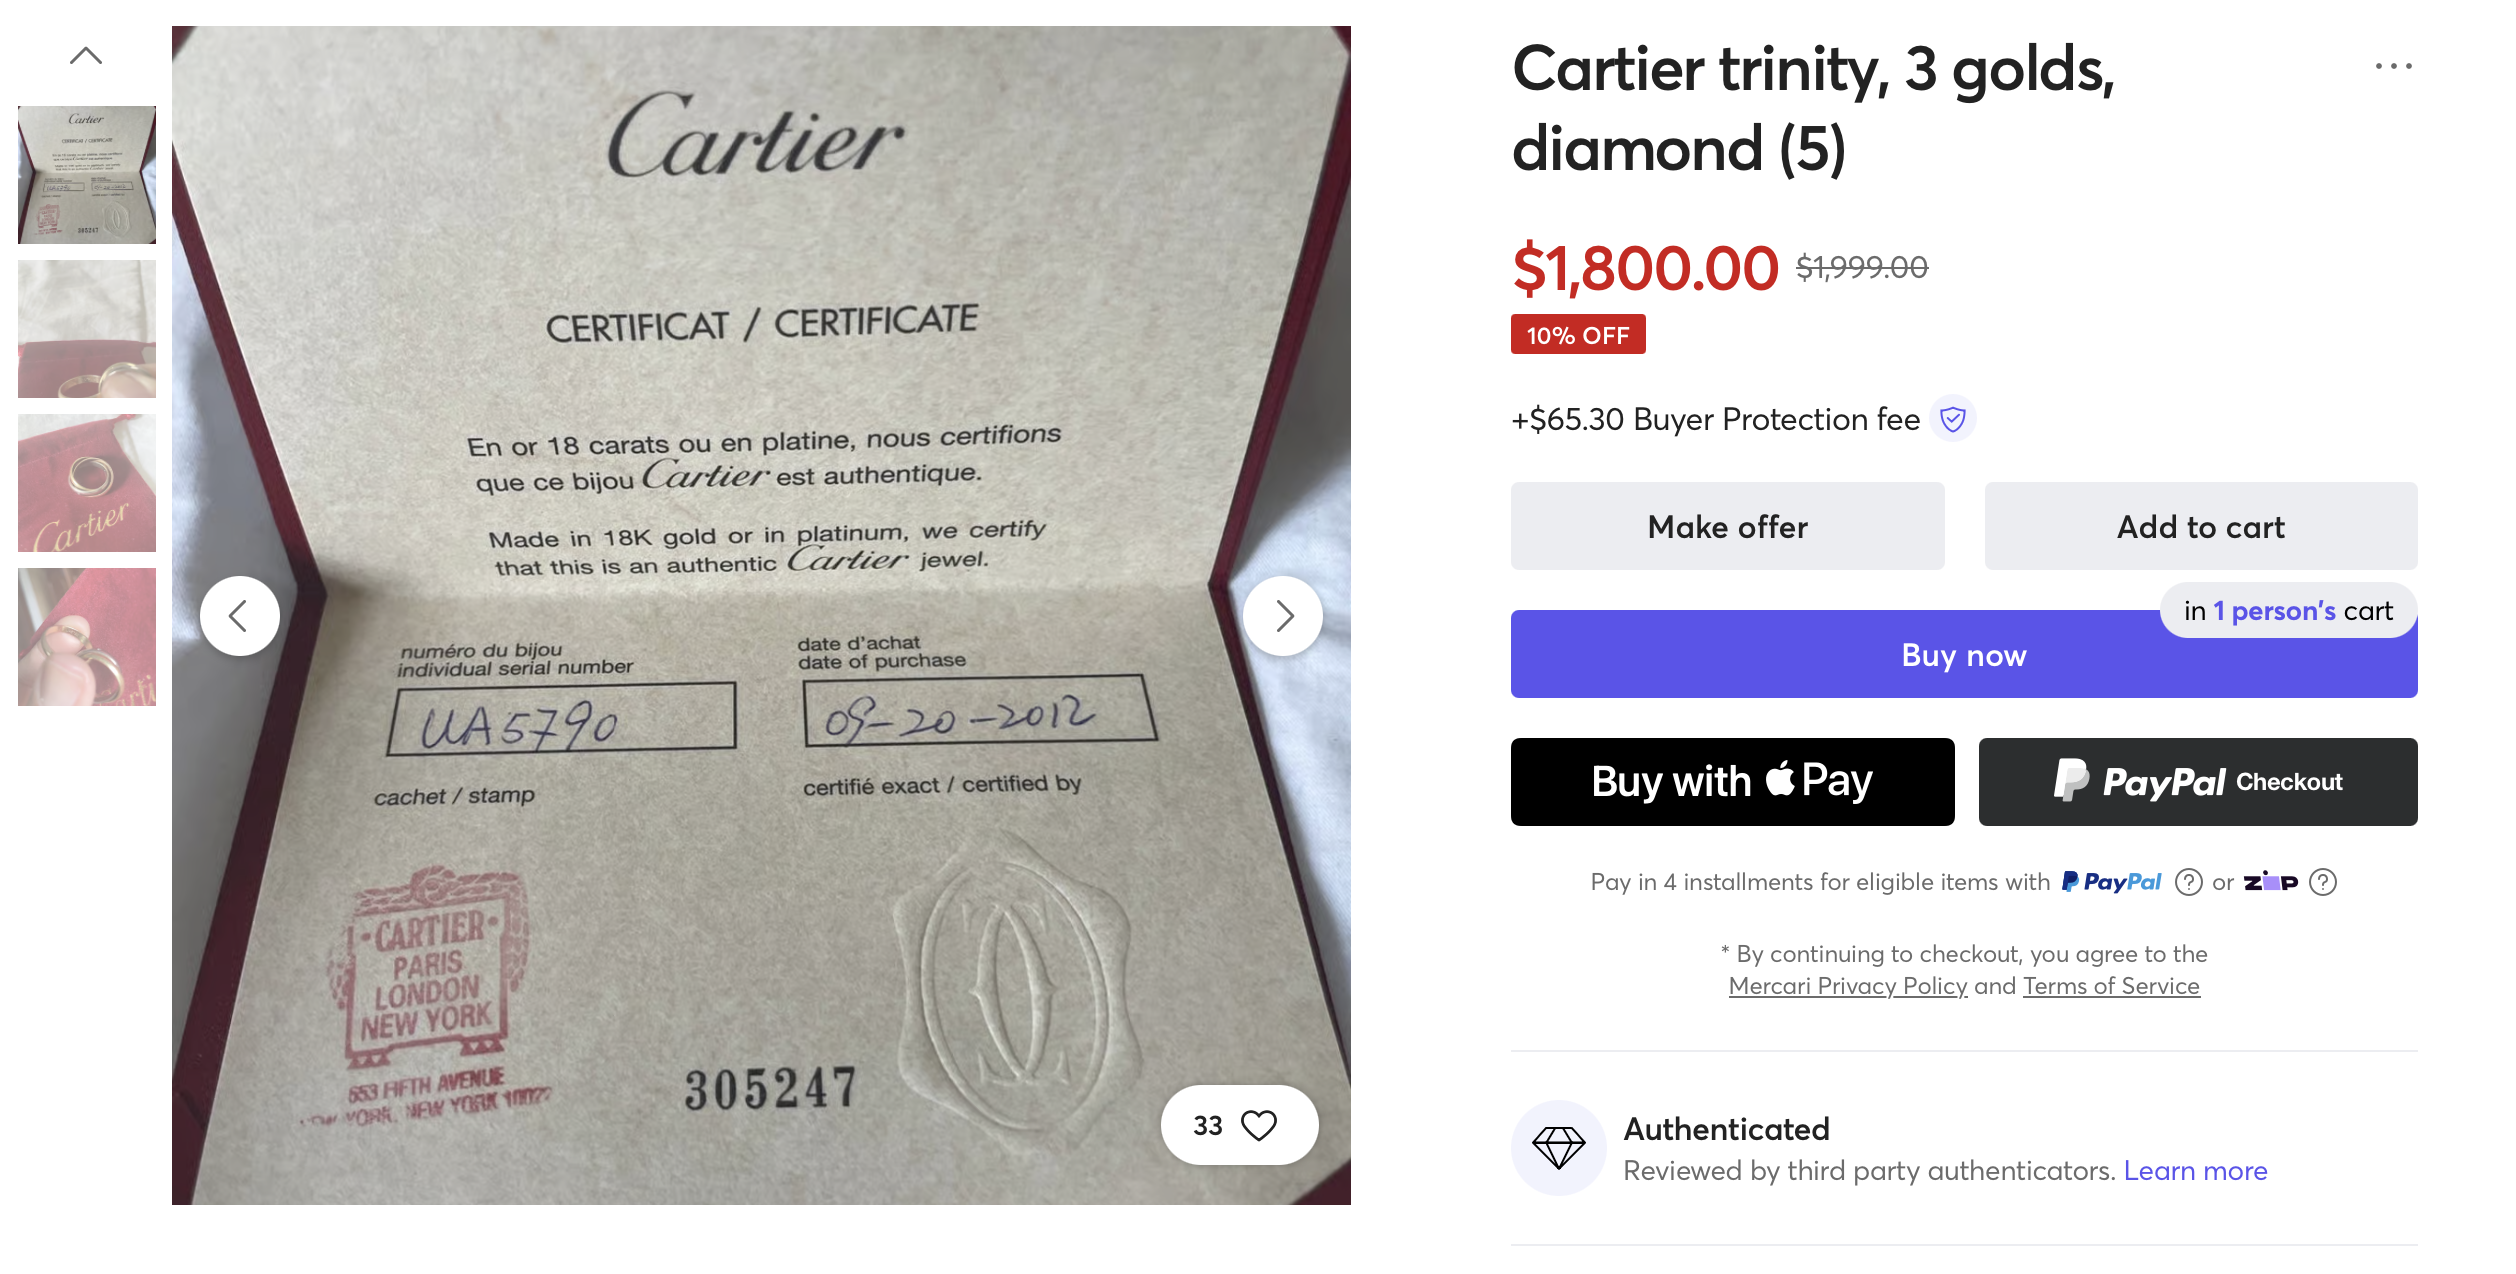 Cartier
CERTIFICAT / CERTIFICATE
En or 18 carats ou en platine, nous certifions
que ce bijou Cartier est authentique.
Made in 18K gold or in platinum, we certify
that this is an authentic Cartier jewel.
numéro du bijou
individual serial number
date d'achat
date of purchase
UA5790
09-20-2012
cachet / stamp
certifié exact / certified by
·CARTIER·
PARIS
LONDON
NEW YORK
653 FIFTH AVENUE
NEW YORK, NEW YORK 10022
305247
33
Cartier
CERTIFICAT / CERTIFICATE
305247
Cartier
Cartier trinity, 3 golds,
diamond (5)
$1,800.00 $1,999.00
10% OFF
+$65.30 Buyer Protection fee
Make offer
Add to cart
in 1 person's cart
Buy now
Buy with Pay
PayPal Checkout
Pay in 4 installments for eligible items with PayPal ? or zip ?
* By continuing to checkout, you agree to the
Mercari Privacy Policy and Terms of Service
Authenticated
Reviewed by third party authenticators. Learn more